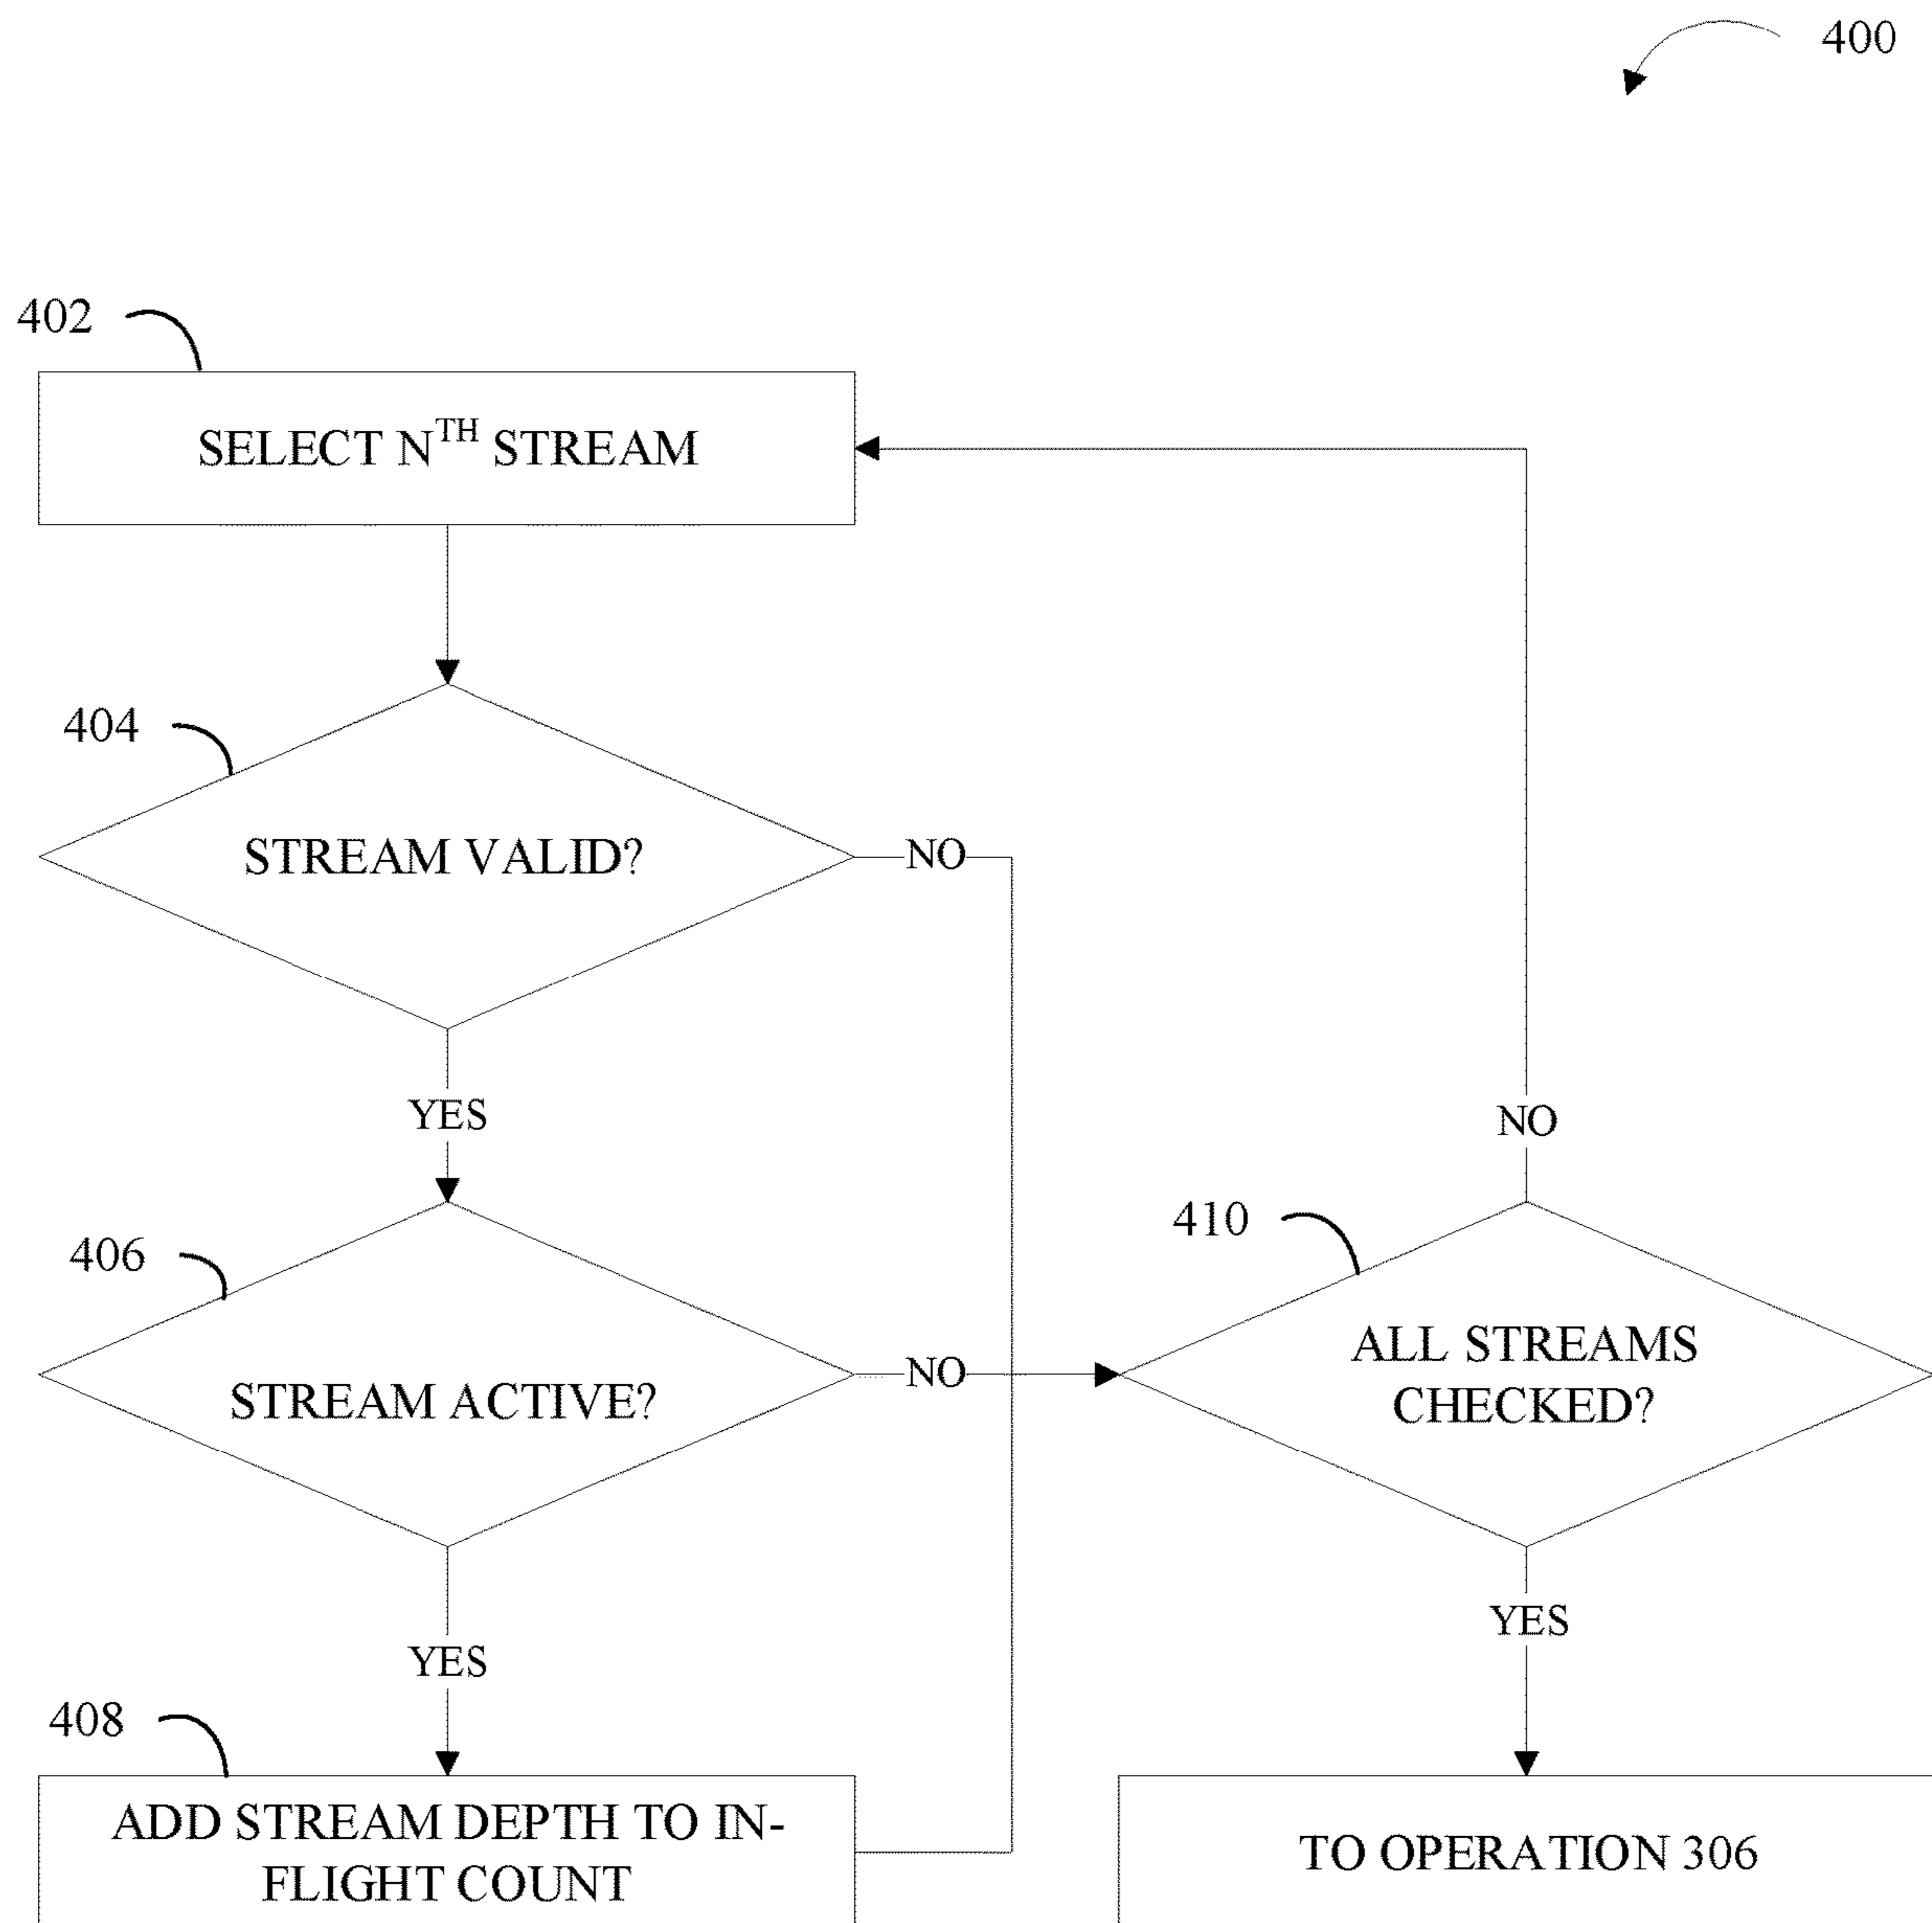 400
402
SELECT N^TH STREAM
404
STREAM VALID?
NO
YES
NO
406
410
STREAM ACTIVE?
NO
ALL STREAMS
CHECKED?
YES
YES
408
ADD STREAM DEPTH TO IN-
FLIGHT COUNT
TO OPERATION 306